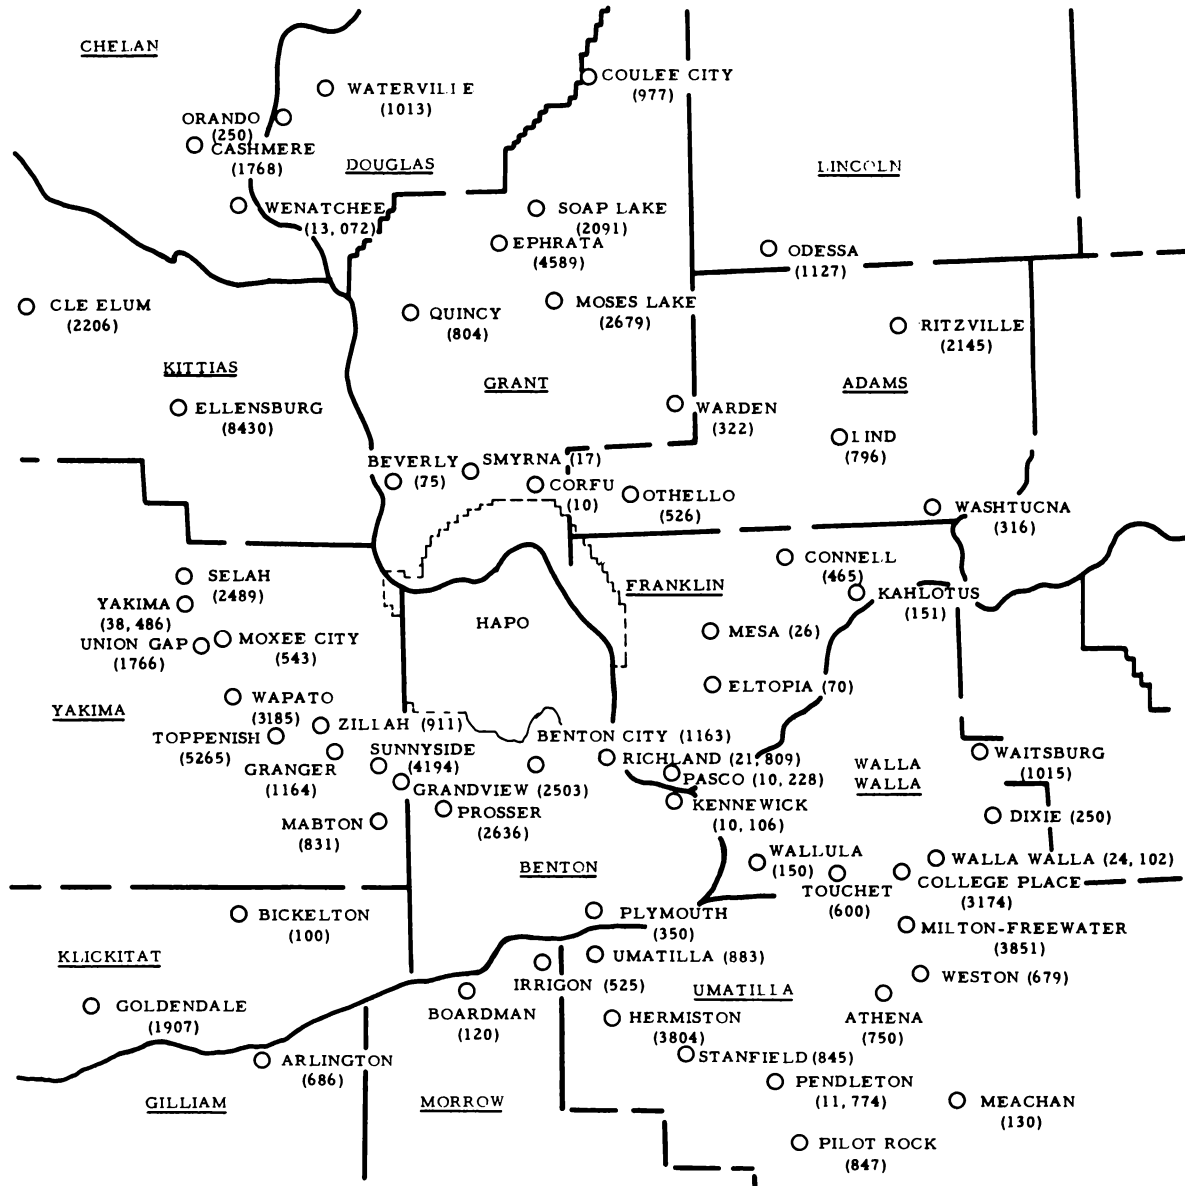 CHELAN
COULEE CITY
(977)
WATERVILLE
(1013)
ORANDO
(250)
CASHMERE
(1768)
DOUGLAS
LINCOLN
WENATCHEE
(13, 072)
SOAP LAKE
(2091)
EPHRATA
(4589)
ODESSA
(1127)
CLE ELUM
(2206)
QUINCY
(804)
MOSES LAKE
(2679)
RITZVILLE
(2145)
KITTIAS
GRANT
ADAMS
ELLENSBURG
(8430)
WARDEN
(322)
LIND
(796)
BEVERLY
(75)
SMYRNA (17)
CORFU
(10)
OTHELLO
(526)
WASHTUCNA
(316)
CONNELL
(465)
SELAH
(2489)
FRANKLIN
KAHLOTUS
(151)
YAKIMA
(38, 486)
HAPO
MESA (26)
UNION GAP
(1766)
MOXEE CITY
(543)
ELTOPIA (70)
WAPATO
(3185)
YAKIMA
ZILLAH (911)
TOPPENISH
(5265)
BENTON CITY (1163)
SUNNYSIDE
(4194)
RICHLAND (21, 809)
WALLA
WALLA
WAITSBURG
(1015)
GRANGER
(1164)
PASCO (10, 228)
GRANDVIEW (2503)
PROSSER
(2636)
KENNEWICK
(10, 106)
DIXIE (250)
MABTON
(831)
BENTON
WALLULA
(150)
WALLA WALLA (24, 102)
TOUCHET
(600)
COLLEGE PLACE
(3174)
BICKELTON
(100)
PLYMOUTH
(350)
MILTON-FREEWATER
(3851)
KLICKITAT
UMATILLA (883)
WESTON (679)
IRRIGON (525)
UMATILLA
GOLDENDALE
(1907)
BOARDMAN
(120)
HERMISTON
(3804)
ATHENA
(750)
ARLINGTON
(686)
STANFIELD (845)
PENDLETON
(11, 774)
GILLIAM
MORROW
MEACHAN
(130)
PILOT ROCK
(847)